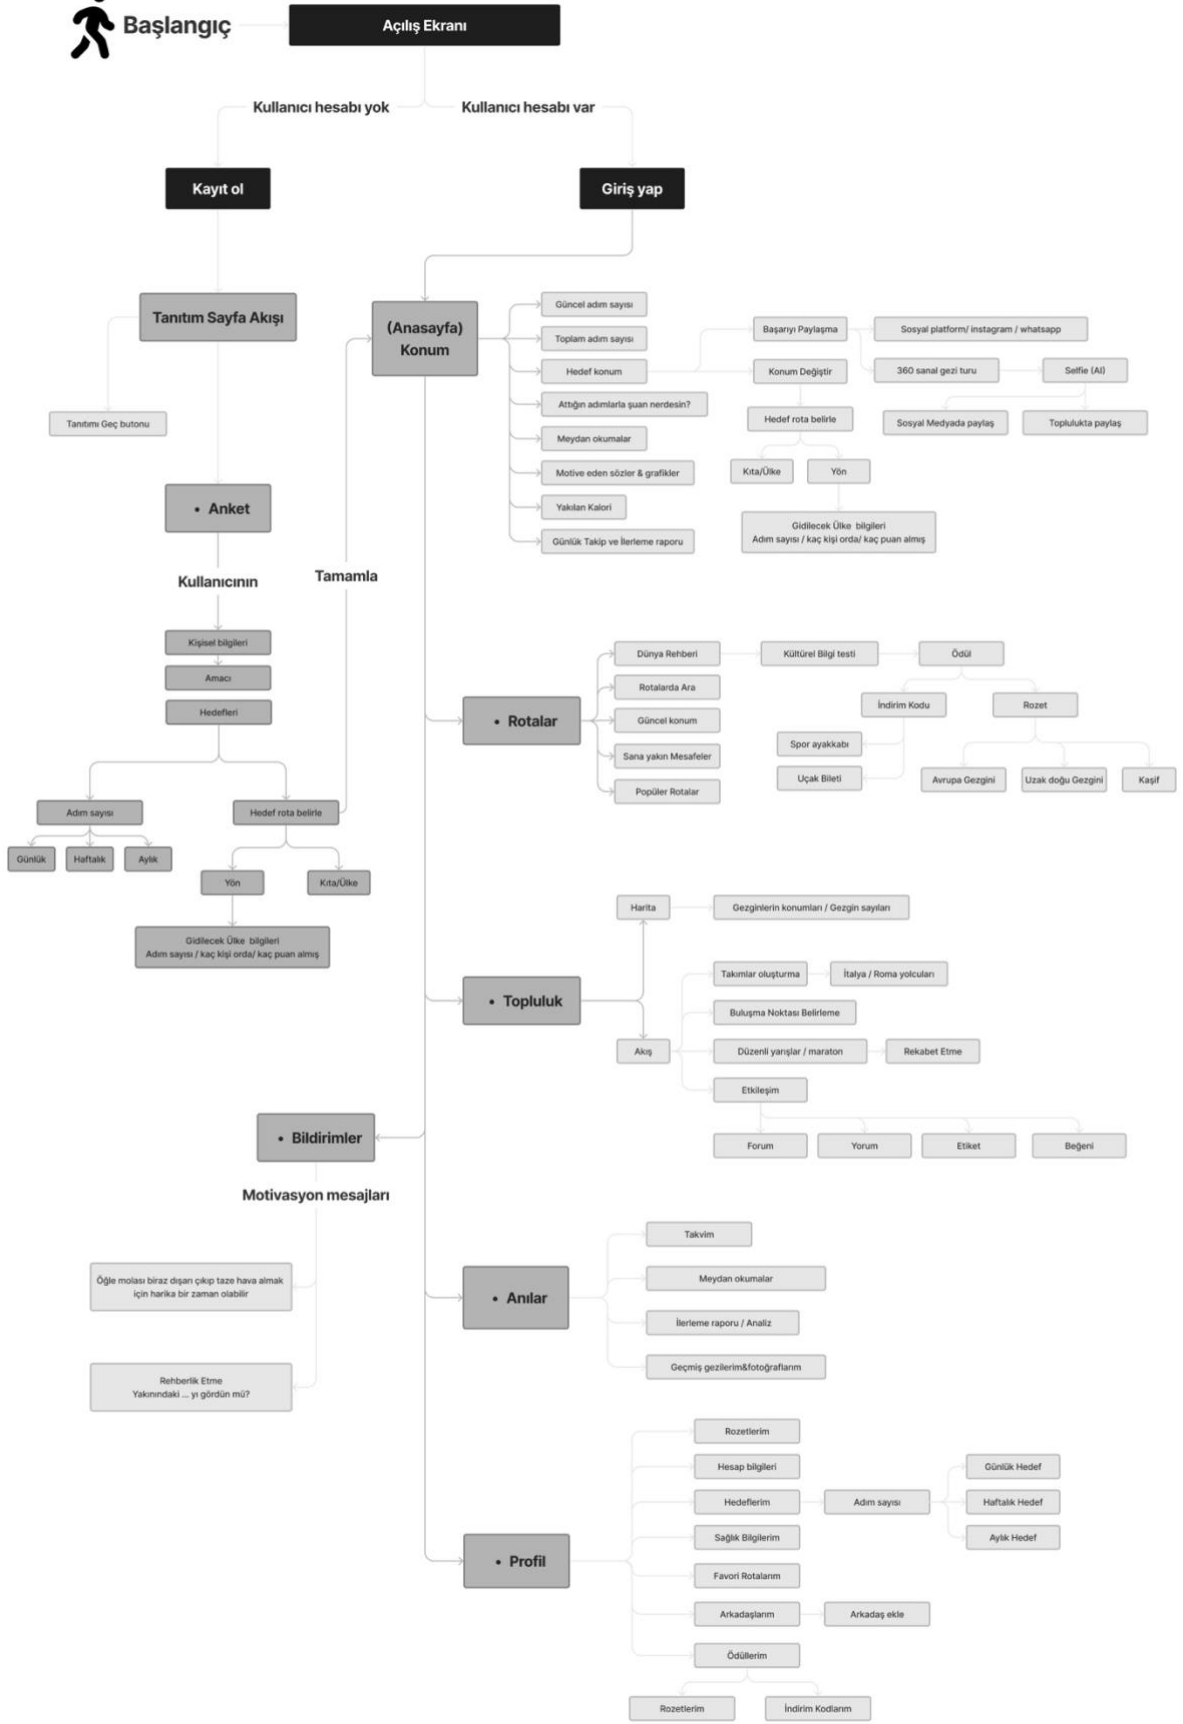 Başlangıç
Açılış Ekranı
Kullanıcı hesabı yok
Kullanıcı hesabı var
Kayıt ol
Giriş yap
Tanıtım Sayfa Akışı
Tanıtımı Geç butonu
• Anket
Kullanıcının
Kişisel bilgileri
Amacı
Hedefleri
Adım sayısı
Günlük
Haftalık
Aylık
Hedef rota belirle
Yön
Kıta/Ülke
Gidilecek Ülke bilgileri
Adım sayısı / kaç kişi orda/ kaç puan almış
Tamamla
(Anasayfa)
Konum
Güncel adım sayısı
Toplam adım sayısı
Hedef konum
Attığın adımlarla şuan nerdesin?
Meydan okumalar
Motive eden sözler & grafikler
Yakılan Kalori
Günlük Takip ve İlerleme raporu
Başarıyı Paylaşma
Sosyal platform/ instagram / whatsapp
360 sanal gezi turu
Selfie (AI)
Sosyal Medyada paylaş
Toplulukta paylaş
Konum Değiştir
Hedef rota belirle
Kıta/Ülke
Yön
Gidilecek Ülke bilgileri
Adım sayısı / kaç kişi orda/ kaç puan almış
• Rotalar
Dünya Rehberi
Rotalarda Ara
Güncel konum
Sana yakın Mesafeler
Popüler Rotalar
Kültürel Bilgi testi
Ödül
İndirim Kodu
Rozet
Spor ayakkabı
Uçak Bileti
Avrupa Gezgini
Uzak doğu Gezgini
Kaşif
• Topluluk
Harita
Gezginlerin konumları / Gezgin sayıları
Akış
Takımlar oluşturma
İtalya / Roma yolcuları
Buluşma Noktası Belirleme
Düzenli yarışlar / maraton
Rekabet Etme
Etkileşim
Forum
Yorum
Etiket
Beğeni
• Bildirimler
Motivasyon mesajları
Öğle molası biraz dışarı çıkıp taze hava almak
için harika bir zaman olabilir
Rehberlik Etme
Yakınındaki ... yı gördün mü?
• Anılar
Takvim
Meydan okumalar
İlerleme raporu / Analiz
Geçmiş gezilerim&fotoğraflarım
• Profil
Rozetlerim
Hesap bilgileri
Hedeflerim
Adım sayısı
Günlük Hedef
Haftalık Hedef
Aylık Hedef
Sağlık Bilgilerim
Favori Rotalarım
Arkadaşlarım
Arkadaş ekle
Ödüllerim
Rozetlerim
İndirim Kodlarım